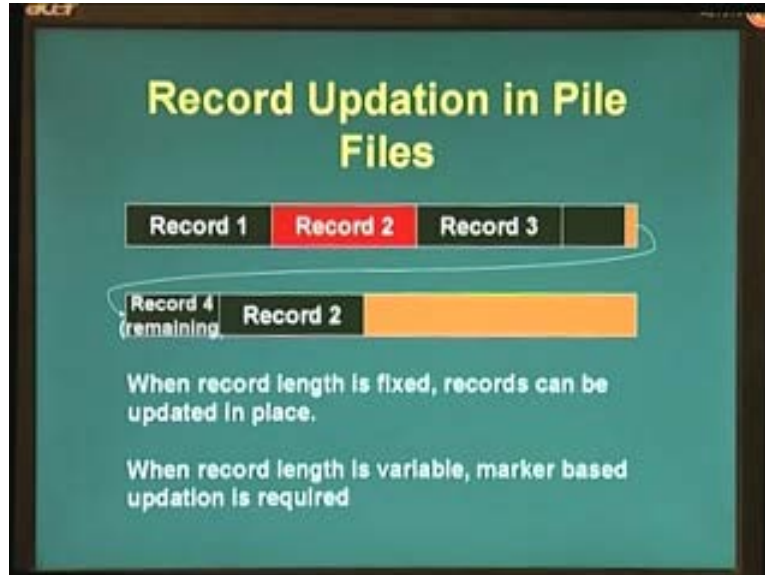 acer
Record Updation in Pile
Files
Record 1 Record 2 Record 3
Record 4
(remaining
Record 2
When record length is fixed, records can be
updated in place.
When record length is variable, marker based
updation is required